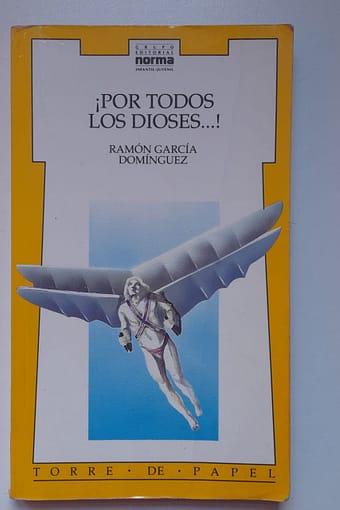 GRUPO
EDITORIAL
norma
INFANTIL-JUVENIL
¡POR TODOS
LOS DIOSES...!
RAMÓN GARCÍA
DOMÍNGUEZ
TORRE · DE · PAPEL